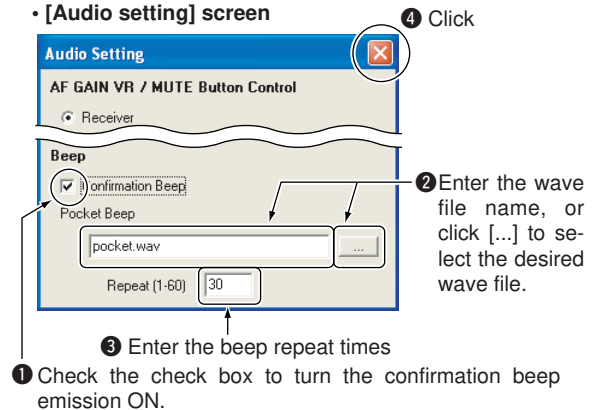 • [Audio setting] screen
❹ Click
Audio Setting
AF GAIN VR / MUTE Button Control
Receiver
Beep
Confirmation Beep
Pocket Beep
pocket.wav
...
Repeat (1-60)
30
❷Enter the wave
file name, or
click [...] to se-
lect the desired
wave file.
❸ Enter the beep repeat times
❶ Check the check box to turn the confirmation beep
emission ON.